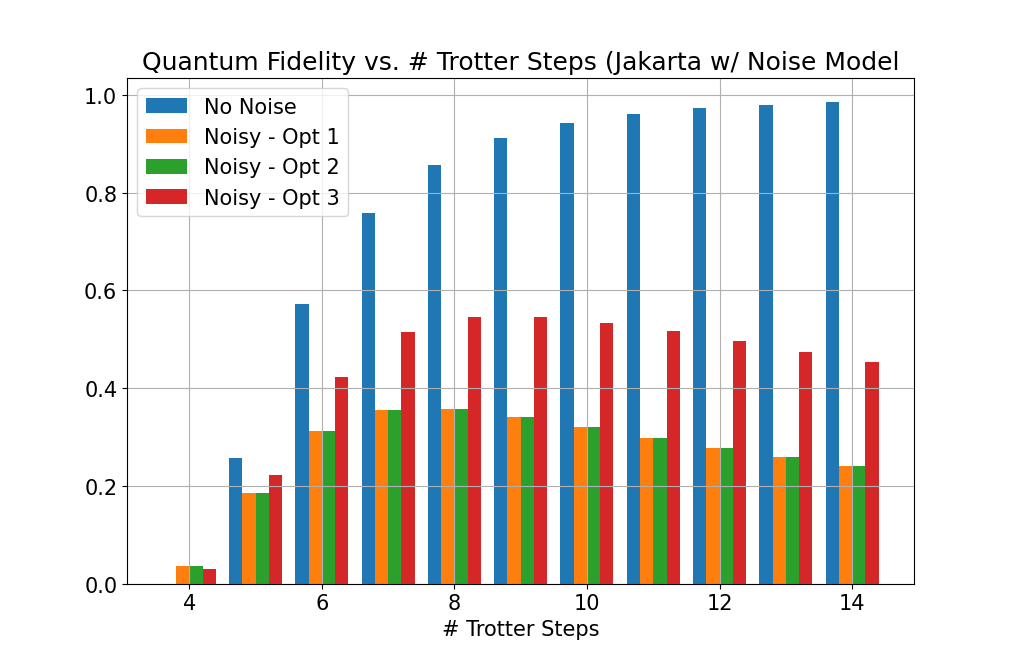 Quantum Fidelity vs. # Trotter Steps (Jakarta w/ Noise Model
No Noise
Noisy - Opt 1
Noisy - Opt 2
Noisy - Opt 3
1.0
0.8
0.6
0.4
0.2
0.0
4 6 8 10 12 14
# Trotter Steps